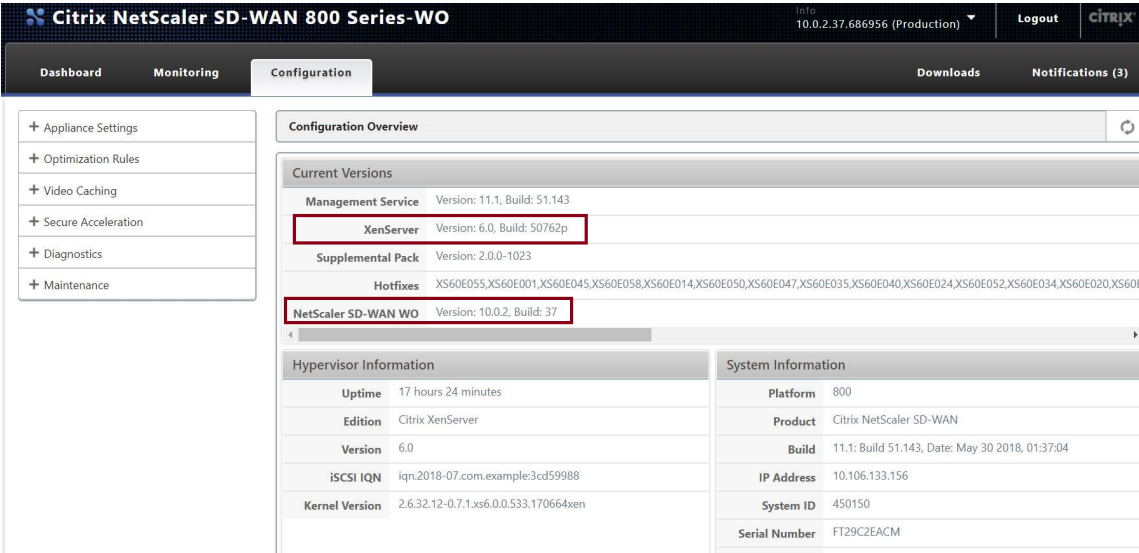 Citrix NetScaler SD-WAN 800 Series-WO
Info
10.0.2.37.686956 (Production)
Logout
CITRIX
Dashboard Monitoring Configuration Downloads Notifications (3)
+ Appliance Settings
+ Optimization Rules
+ Video Caching
+ Secure Acceleration
+ Diagnostics
+ Maintenance
Configuration Overview
Current Versions
Management Service Version: 11.1, Build: 51.143
XenServer Version: 6.0, Build: 50762p
Supplemental Pack Version: 2.0.0-1023
Hotfixes XS60E055,XS60E001,XS60E045,XS60E058,XS60E014,XS60E050,XS60E047,XS60E035,XS60E040,XS60E024,XS60E052,XS60E034,XS60E020,XS60
NetScaler SD-WAN WO Version: 10.0.2, Build: 37
Hypervisor Information
Uptime 17 hours 24 minutes
Edition Citrix XenServer
Version 6.0
iSCSI IQN iqn.2018-07.com.example:3cd59988
Kernel Version 2.6.32.12-0.7.1.xs6.0.0.533.170664xen
System Information
Platform 800
Product Citrix NetScaler SD-WAN
Build 11.1: Build 51.143, Date: May 30 2018, 01:37:04
IP Address 10.106.133.156
System ID 450150
Serial Number FT29C2EACM